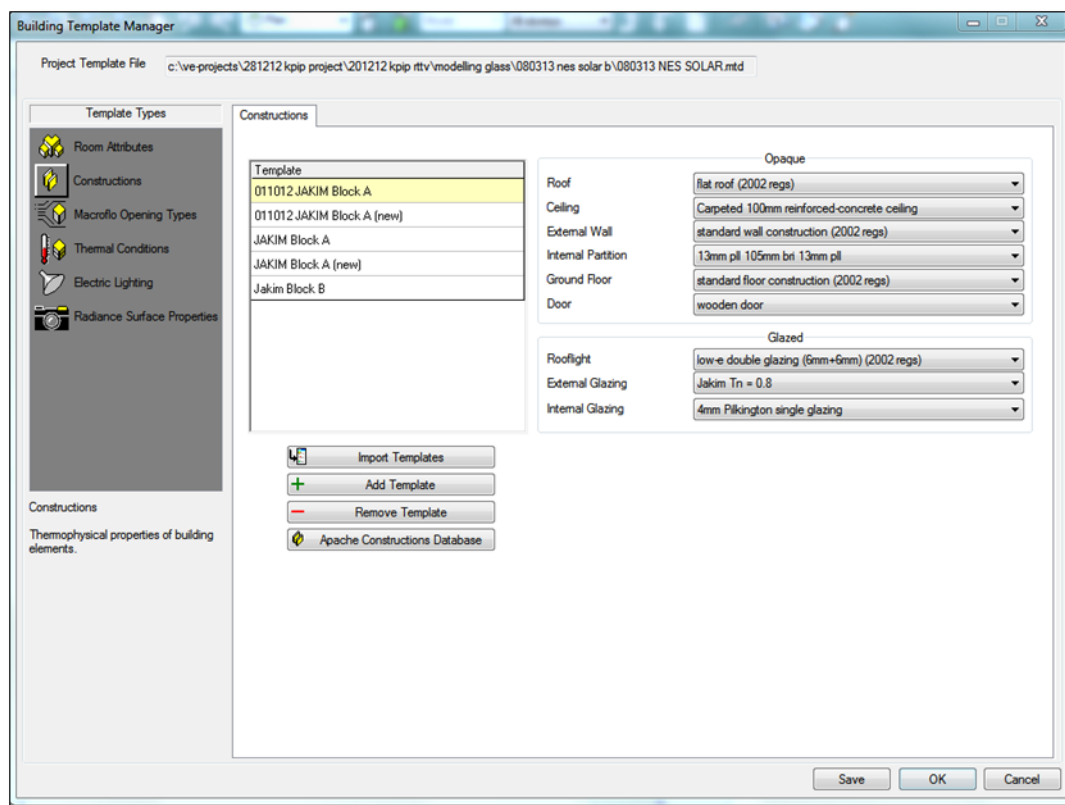 Building Template Manager
Project Template File c:\ve-projects\281212 kpip project\201212 kpip rttv\modelling glass\080313 nes solar b\080313 NES SOLAR.mtd
Template Types
Room Attributes
Constructions
Macroflo Opening Types
Thermal Conditions
Electric Lighting
Radiance Surface Properties
Constructions
Thermophysical properties of building
elements.
Constructions
Template
011012 JAKIM Block A
011012 JAKIM Block A (new)
JAKIM Block A
JAKIM Block A (new)
Jakim Block B
Import Templates
Add Template
Remove Template
Apache Constructions Database
Opaque
Roof flat roof (2002 regs)
Ceiling Carpeted 100mm reinforced-concrete ceiling
External Wall standard wall construction (2002 regs)
Internal Partition 13mm pll 105mm bri 13mm pll
Ground Floor standard floor construction (2002 regs)
Door wooden door
Glazed
Rooflight low-e double glazing (6mm+6mm) (2002 regs)
External Glazing Jakim Tn = 0.8
Internal Glazing 4mm Pilkington single glazing
Save OK Cancel